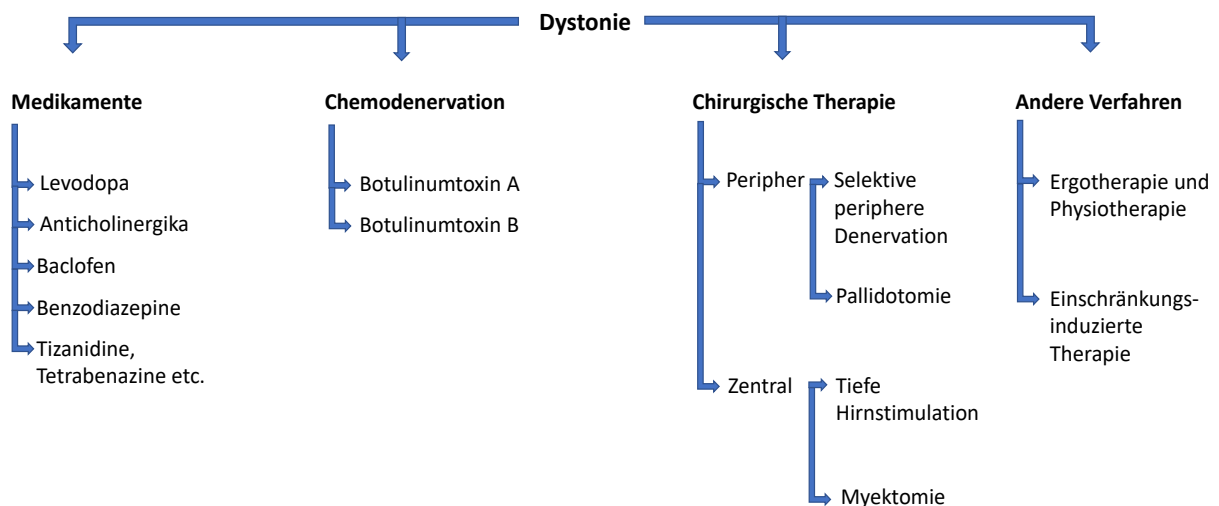 Dystonie
Medikamente
Levodopa
Anticholinergika
Baclofen
Benzodiazepine
Tizanidine,
Tetrabenazine etc.
Chemodenervation
Botulinumtoxin A
Botulinumtoxin B
Chirurgische Therapie
Peripher
Selektive
periphere
Denervation
Pallidotomie
Zentral
Tiefe
Hirnstimulation
Myektomie
Andere Verfahren
Ergotherapie und
Physiotherapie
Einschränkungs-
induzierte
Therapie